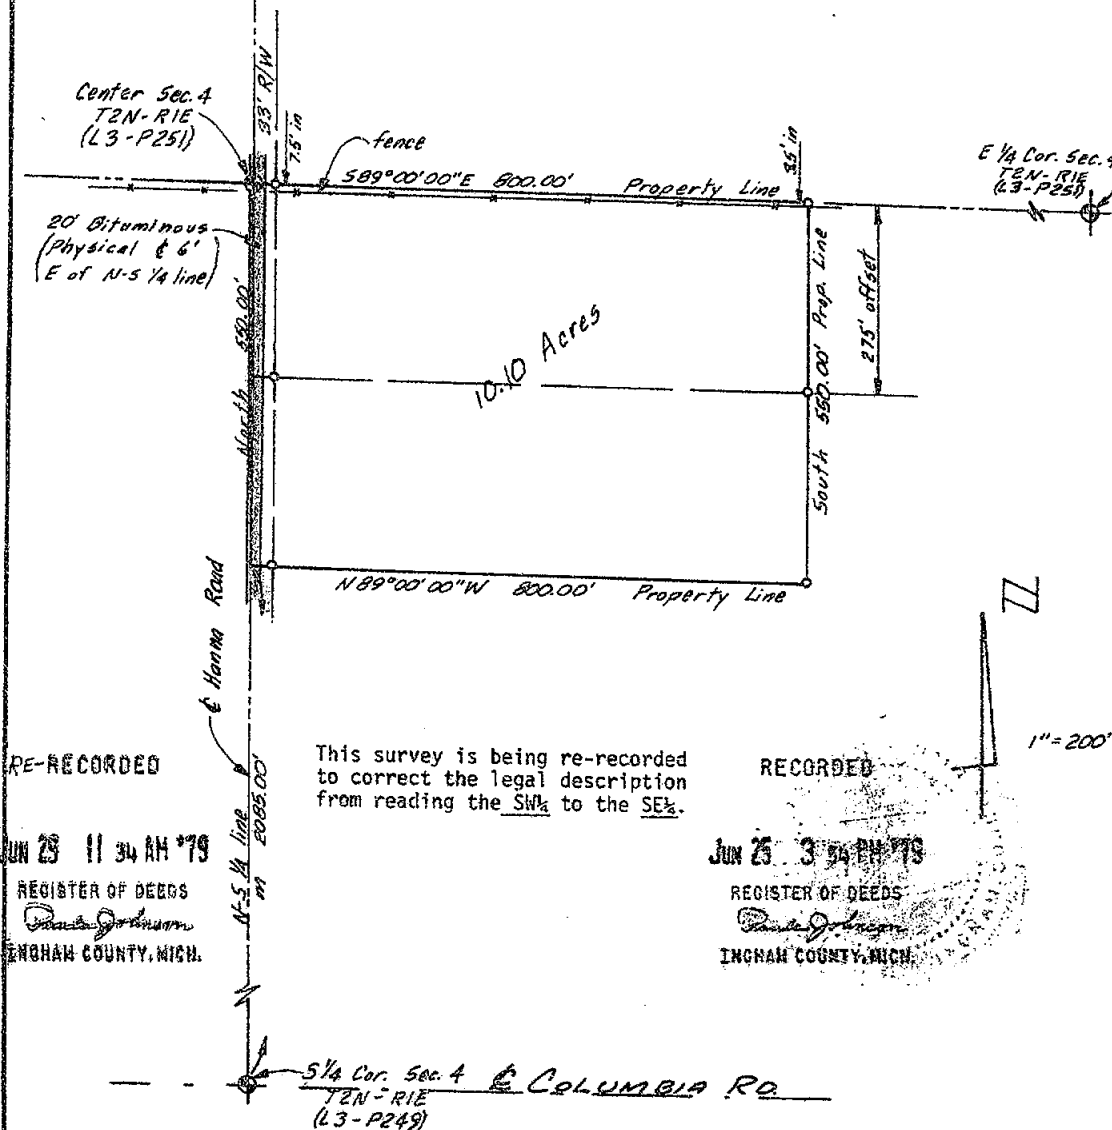 33' R/W
Center Sec. 4
T2N-R1E
(L3-P251)
7.5' in
fence
S89°00'00"E 800.00' Property Line
3.5' in
E 1/4 Cor. Sec. 4
T2N-R1E
(L3-P251)
20' Bituminous
(Physical ℄ 6'
E of N-S 1/4 line)
North 550.00'
10.10 Acres
South 550.00' Prop. Line
275' offset
N89°00'00"W 800.00' Property Line
℄ Hanna Road
N-S 1/4 line
m 2085.00'
1"=200'
RE-RECORDED
JUN 29 11 34 AM '79
REGISTER OF DEEDS
Paula Johnson
INGHAM COUNTY, MICH.
This survey is being re-recorded
to correct the legal description
from reading the SW¼ to the SE¼.
RECORDED
JUN 25 3 54 PM '79
REGISTER OF DEEDS
Paula Johnson
INGHAM COUNTY, MICH.
S 1/4 Cor. Sec. 4
T2N-R1E
(L3-P249)
℄ COLUMBIA RD.